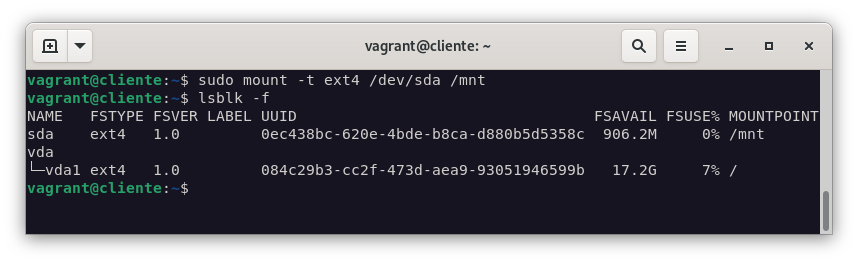 vagrant@cliente: ~
vagrant@cliente:~$ sudo mount -t ext4 /dev/sda /mnt
vagrant@cliente:~$ lsblk -f
NAME   FSTYPE FSVER LABEL UUID                                 FSAVAIL FSUSE% MOUNTPOINT
sda    ext4   1.0         0ec438bc-620e-4bde-b8ca-d880b5d5358c  906.2M     0% /mnt
vda
└─vda1 ext4   1.0         084c29b3-cc2f-473d-aea9-93051946599b   17.2G     7% /
vagrant@cliente:~$